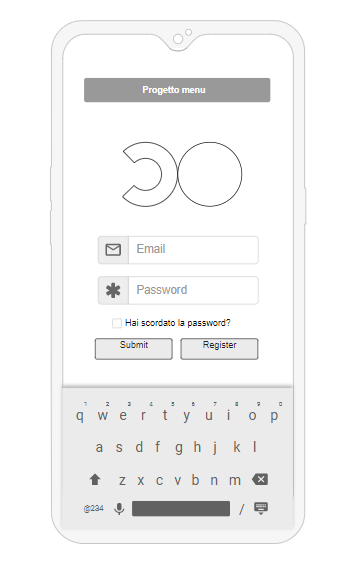 Progetto menu
Email
Password
Hai scordato la password?
Submit Register
1 2 3 4 5 6 7 8 9 0
q w e r t y u i o p
a s d f g h j k l
z x c v b n m
@234 /